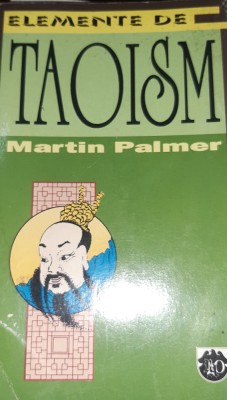 ELEMENTE DE
TAOISM
Martin Palmer